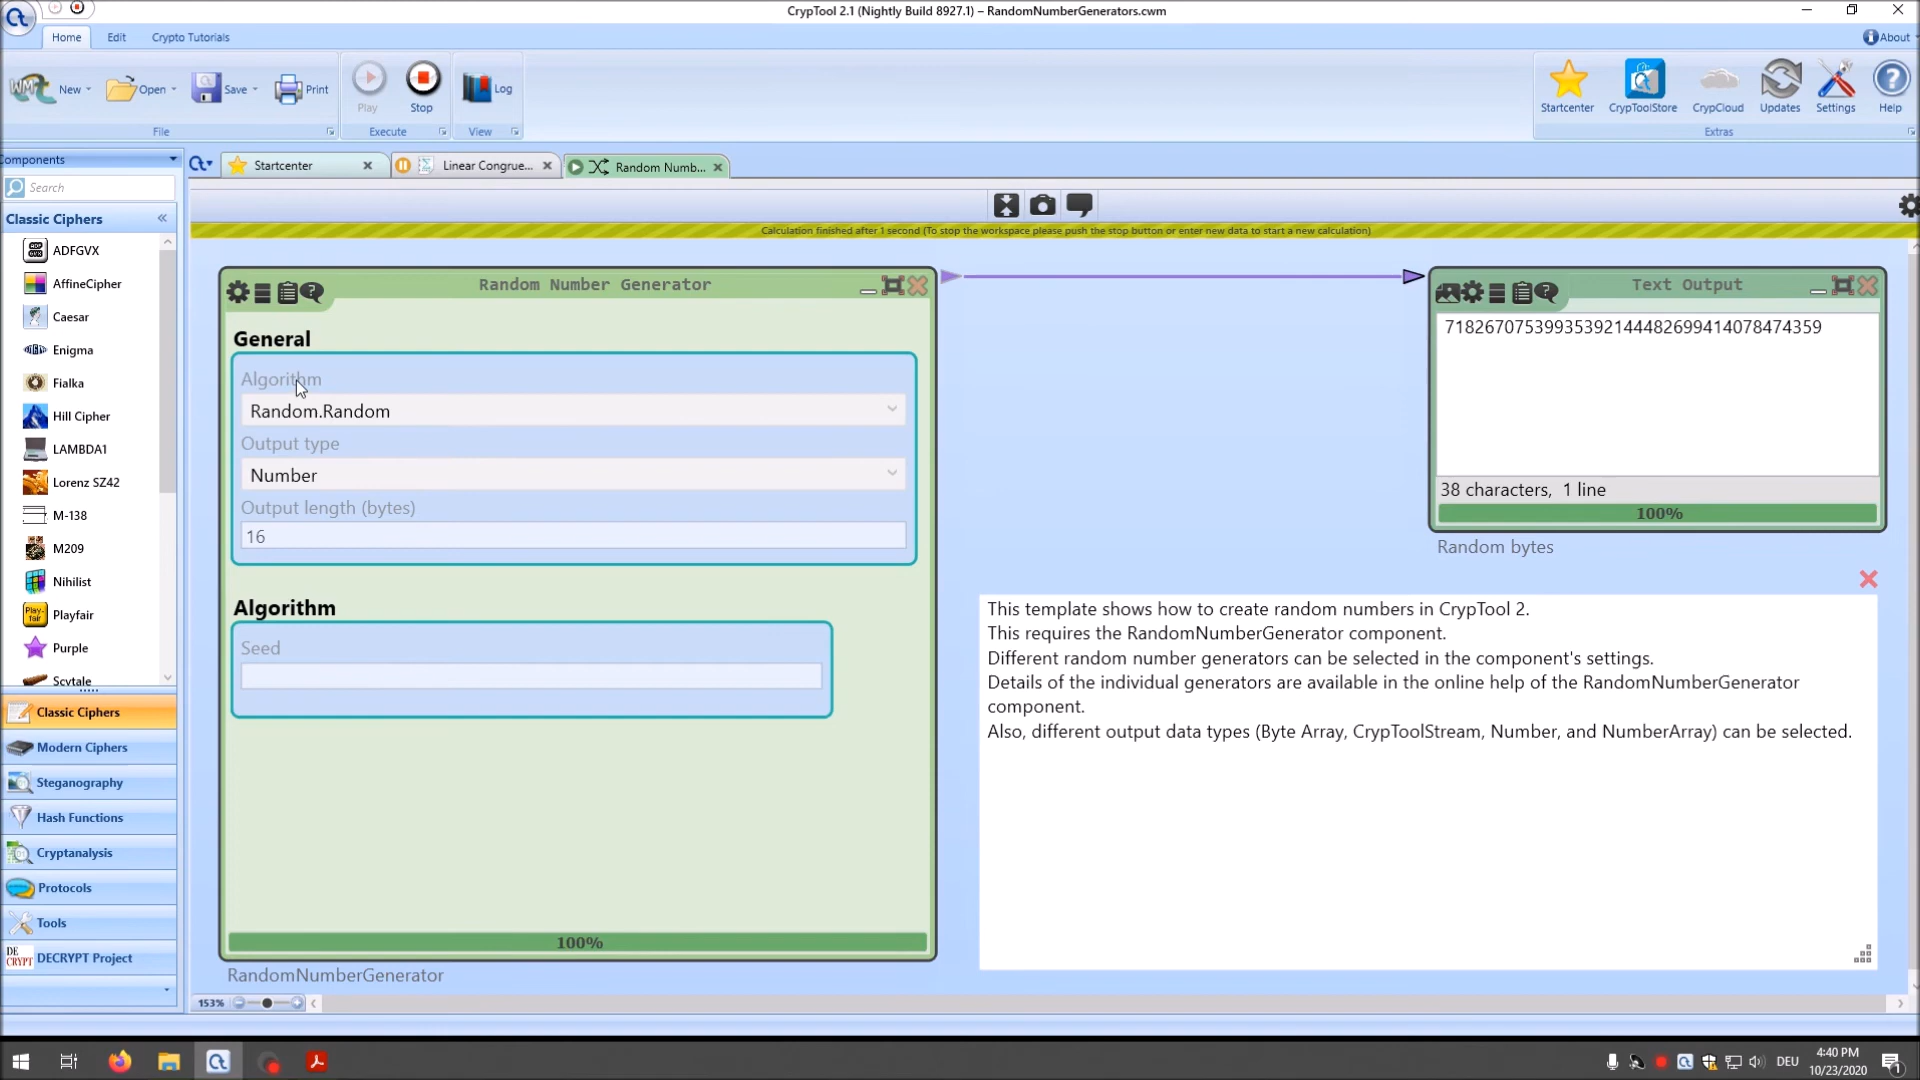 CrypTool 2.1 (Nightly Build 8927.1) – RandomNumberGenerators.cwm
Home
Edit
Crypto Tutorials
About
New
Open
Save
Print
Play
Stop
Log
Startcenter
CrypToolStore
CrypCloud
Updates
Settings
Help
File
Execute
View
Extras
Components
Startcenter
Linear Congrue...
Random Numb...
Search
Classic Ciphers
Calculation finished after 1 second (To stop the workspace please push the stop button or enter new data to start a new calculation)
ADFGVX
AffineCipher
Caesar
Enigma
Fialka
Hill Cipher
LAMBDA1
Lorenz SZ42
M-138
M209
Nihilist
Playfair
Purple
Scytale
Classic Ciphers
Modern Ciphers
Steganography
Hash Functions
Cryptanalysis
Protocols
Tools
DECRYPT Project
Random Number Generator
General
Algorithm
Random.Random
Output type
Number
Output length (bytes)
16
Algorithm
Seed
100%
RandomNumberGenerator
Text Output
71826707539935392144482699414078474359
38 characters,  1 line
100%
Random bytes
This template shows how to create random numbers in CrypTool 2.
This requires the RandomNumberGenerator component.
Different random number generators can be selected in the component's settings.
Details of the individual generators are available in the online help of the RandomNumberGenerator
component.
Also, different output data types (Byte Array, CrypToolStream, Number, and NumberArray) can be selected.
153%
DEU
4:40 PM
10/23/2020